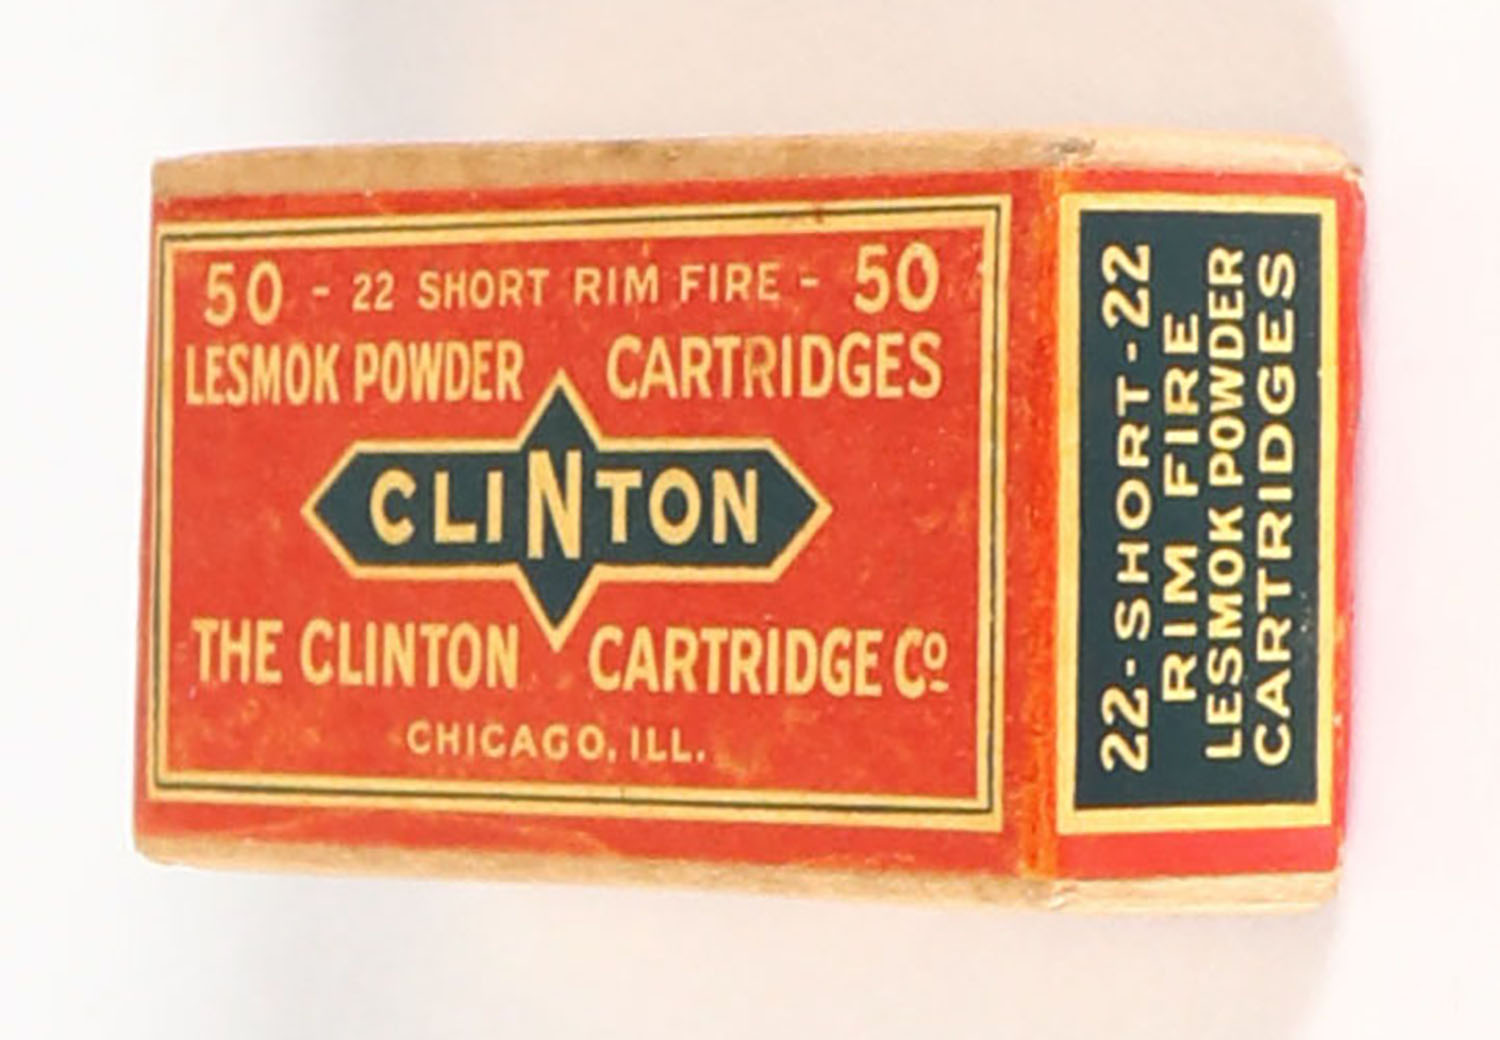 50 - 22 SHORT RIM FIRE - 50
LESMOK POWDER CARTRIDGES
CLINTON
THE CLINTON CARTRIDGE Cº
CHICAGO, ILL.
22-SHORT-22
RIM FIRE
LESMOK POWDER
CARTRIDGES